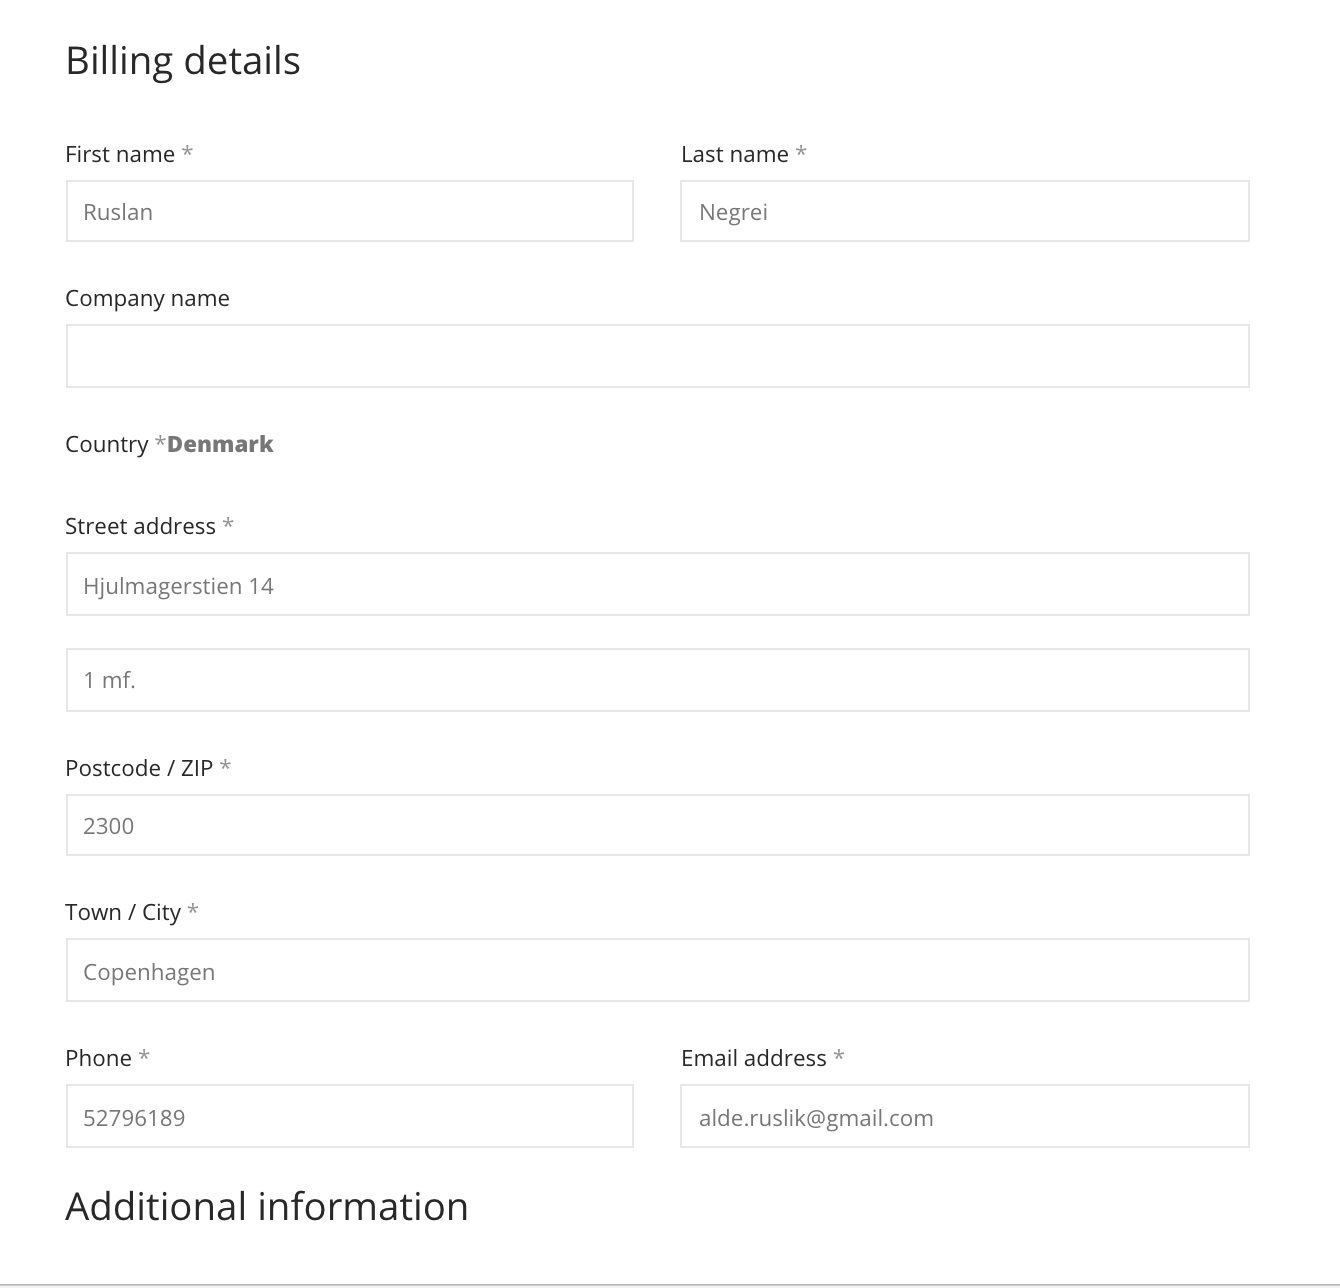 Billing details
First name * Last name *
Ruslan Negrei
Company name
Country *Denmark
Street address *
Hjulmagerstien 14
1 mf.
Postcode / ZIP *
2300
Town / City *
Copenhagen
Phone * Email address *
52796189 alde.ruslik@gmail.com
Additional information